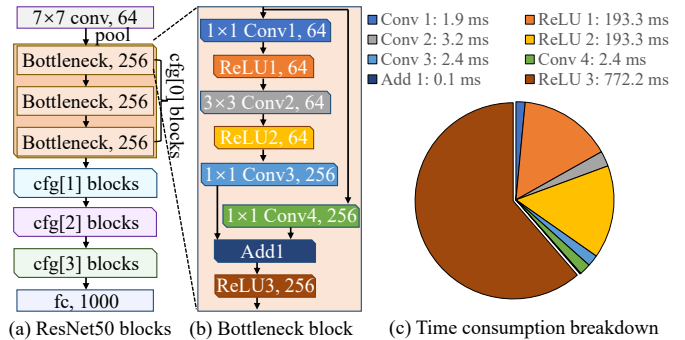 7×7 conv, 64
pool
Bottleneck, 256
Bottleneck, 256
Bottleneck, 256
cfg[0] blocks
cfg[1] blocks
cfg[2] blocks
cfg[3] blocks
fc, 1000
(a) ResNet50 blocks
1×1 Conv1, 64
ReLU1, 64
3×3 Conv2, 64
ReLU2, 64
1×1 Conv3, 256
1×1 Conv4, 256
Add1
ReLU3, 256
(b) Bottleneck block
Conv 1: 1.9 ms
ReLU 1: 193.3 ms
Conv 2: 3.2 ms
ReLU 2: 193.3 ms
Conv 3: 2.4 ms
Conv 4: 2.4 ms
Add 1: 0.1 ms
ReLU 3: 772.2 ms
(c) Time consumption breakdown